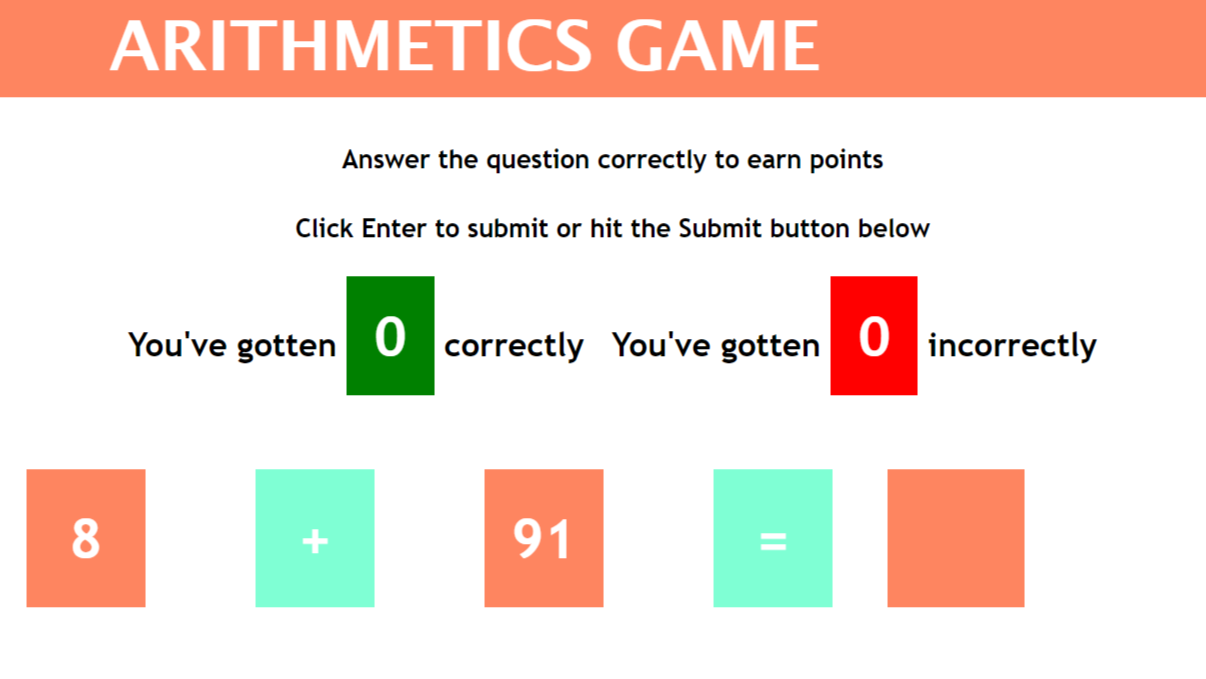 ARITHMETICS GAME
Answer the question correctly to earn points
Click Enter to submit or hit the Submit button below
You've gotten 0 correctly You've gotten 0 incorrectly
8 + 91 =